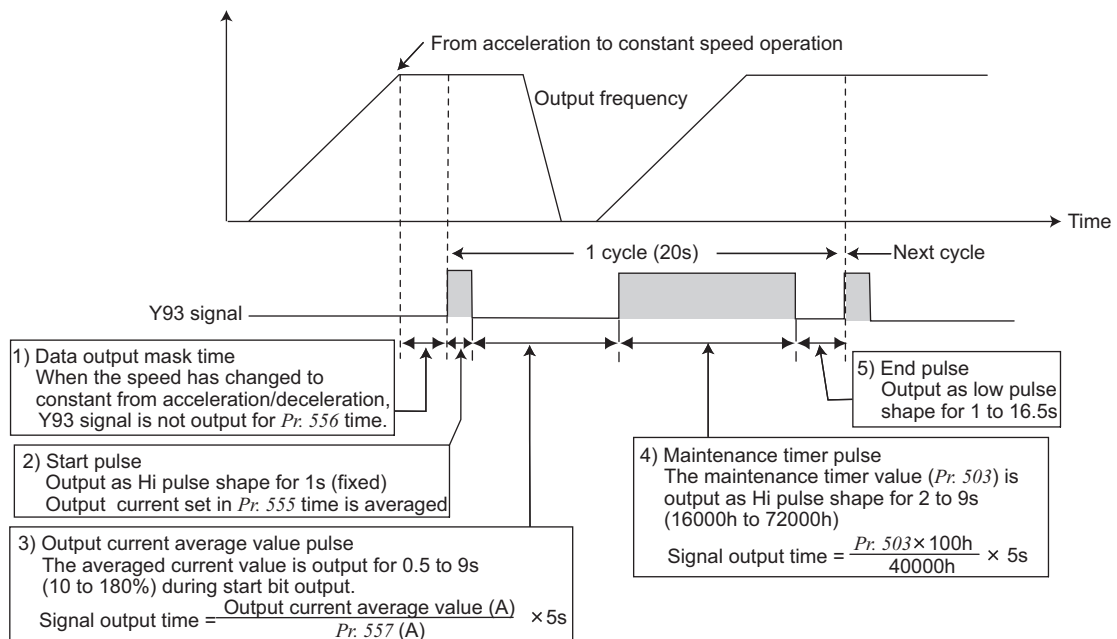 From acceleration to constant speed operation
Output frequency
Time
1 cycle (20s)
Next cycle
Y93 signal
1) Data output mask time
When the speed has changed to
constant from acceleration/deceleration,
Y93 signal is not output for Pr. 556 time.
2) Start pulse
Output as Hi pulse shape for 1s (fixed)
Output current set in Pr. 555 time is averaged
3) Output current average value pulse
The averaged current value is output for 0.5 to 9s
(10 to 180%) during start bit output.
Signal output time = Output current average value (A) / Pr. 557 (A) ×5s
4) Maintenance timer pulse
The maintenance timer value (Pr. 503) is
output as Hi pulse shape for 2 to 9s
(16000h to 72000h)
Signal output time = Pr. 503×100h / 40000h × 5s
5) End pulse
Output as low pulse
shape for 1 to 16.5s